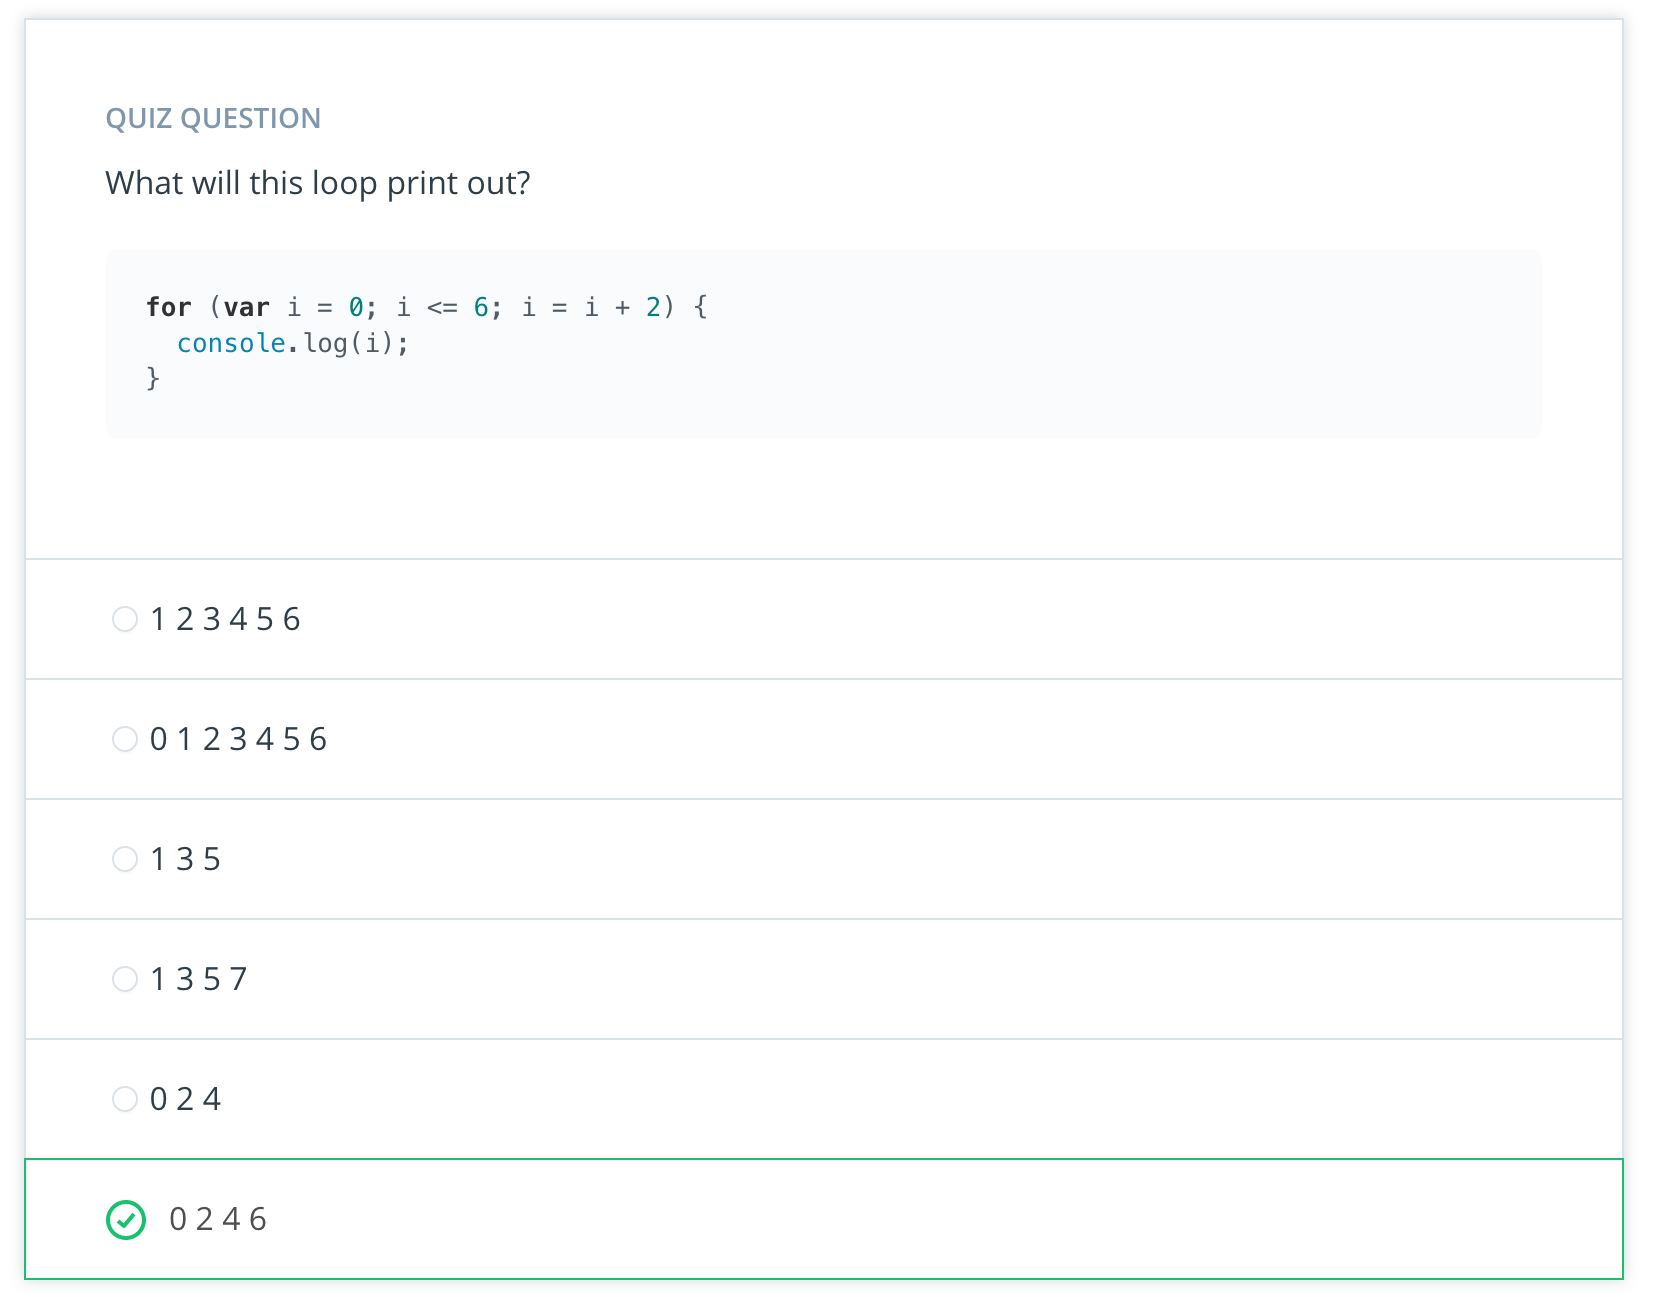 QUIZ QUESTION
What will this loop print out?
for (var i = 0; i <= 6; i = i + 2) {
  console.log(i);
}
1 2 3 4 5 6
0 1 2 3 4 5 6
1 3 5
1 3 5 7
0 2 4
0 2 4 6